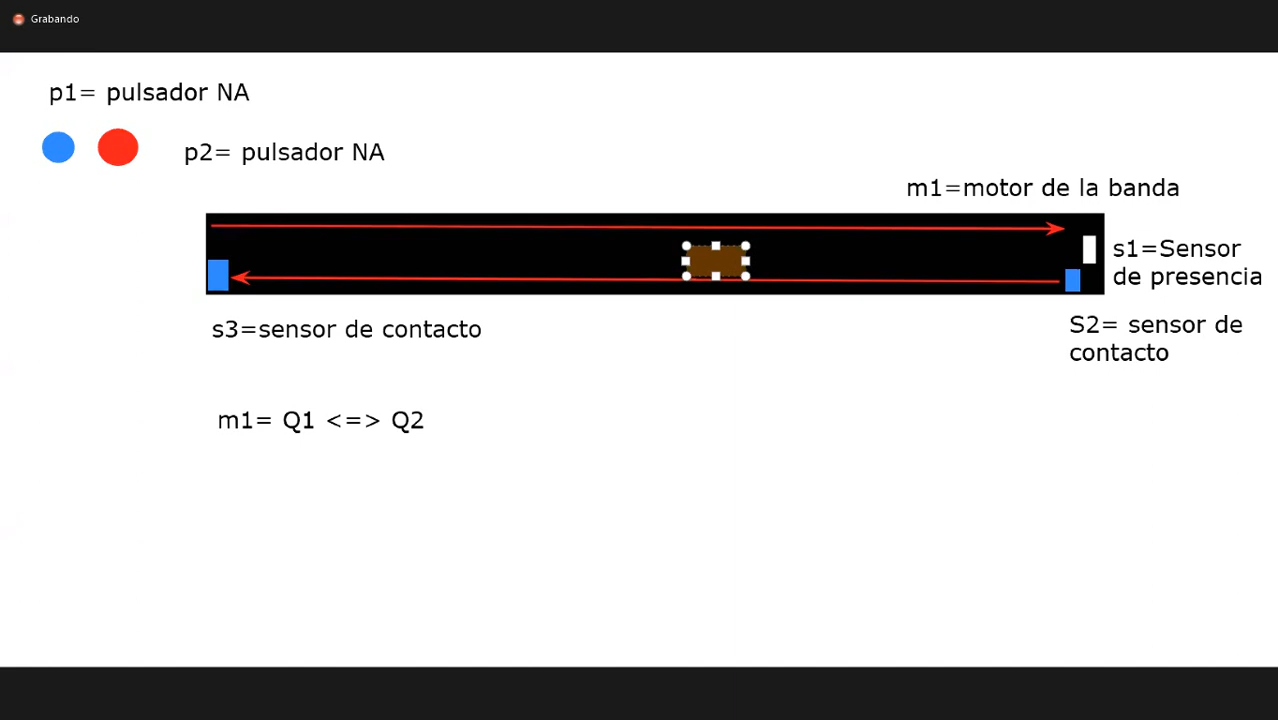 Grabando
p1= pulsador NA
p2= pulsador NA
m1=motor de la banda
s1=Sensor
de presencia
s3=sensor de contacto
S2= sensor de
contacto
m1= Q1 <=> Q2